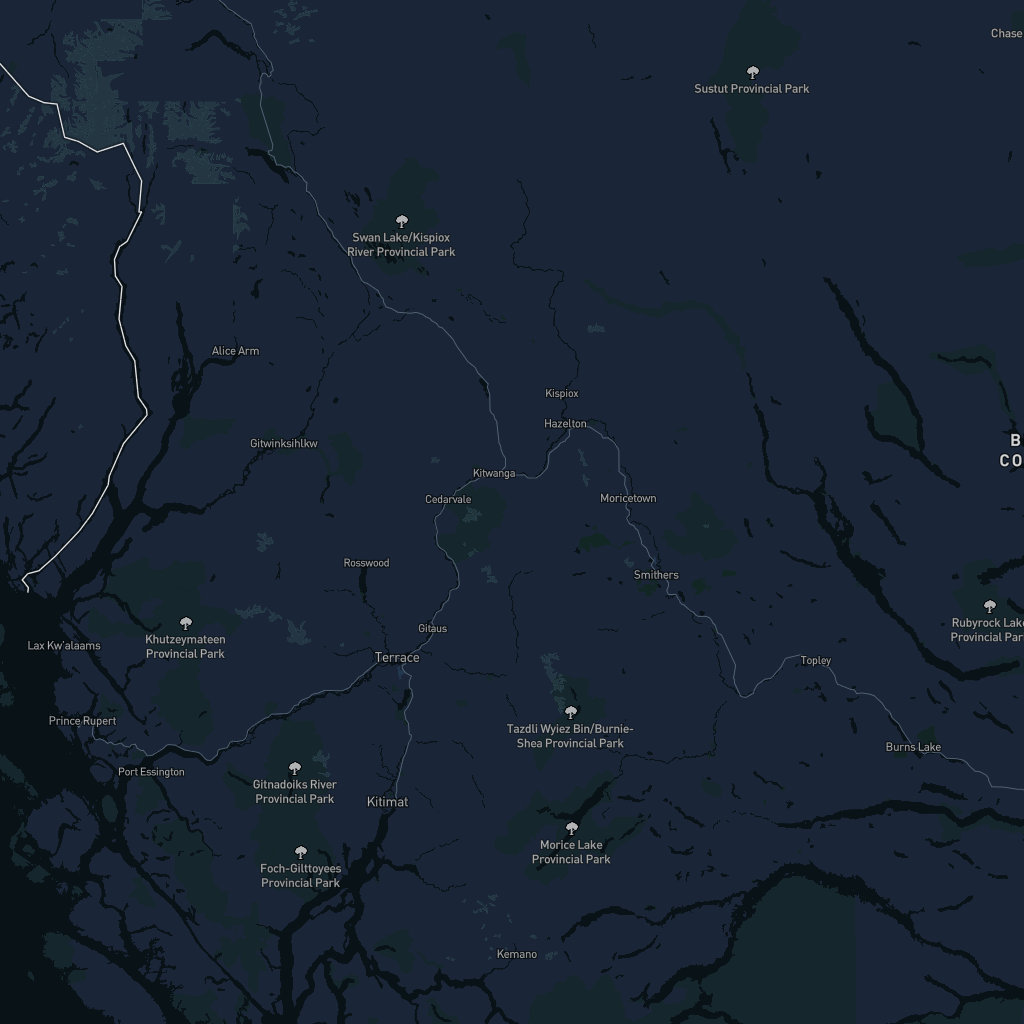 Chase
Sustut Provincial Park
Swan Lake/Kispiox
River Provincial Park
Alice Arm
Kispiox
Hazelton
Gitwinksihlkw
B
CO
Kitwanga
Cedarvale
Moricetown
Rosswood
Smithers
Khutzeymateen
Provincial Park
Rubyrock Lake
Provincial Park
Gitaus
Lax Kw'alaams
Terrace
Topley
Prince Rupert
Tazdli Wyiez Bin/Burnie-
Shea Provincial Park
Burns Lake
Port Essington
Gitnadoiks River
Provincial Park
Kitimat
Morice Lake
Provincial Park
Foch-Gilttoyees
Provincial Park
Kemano